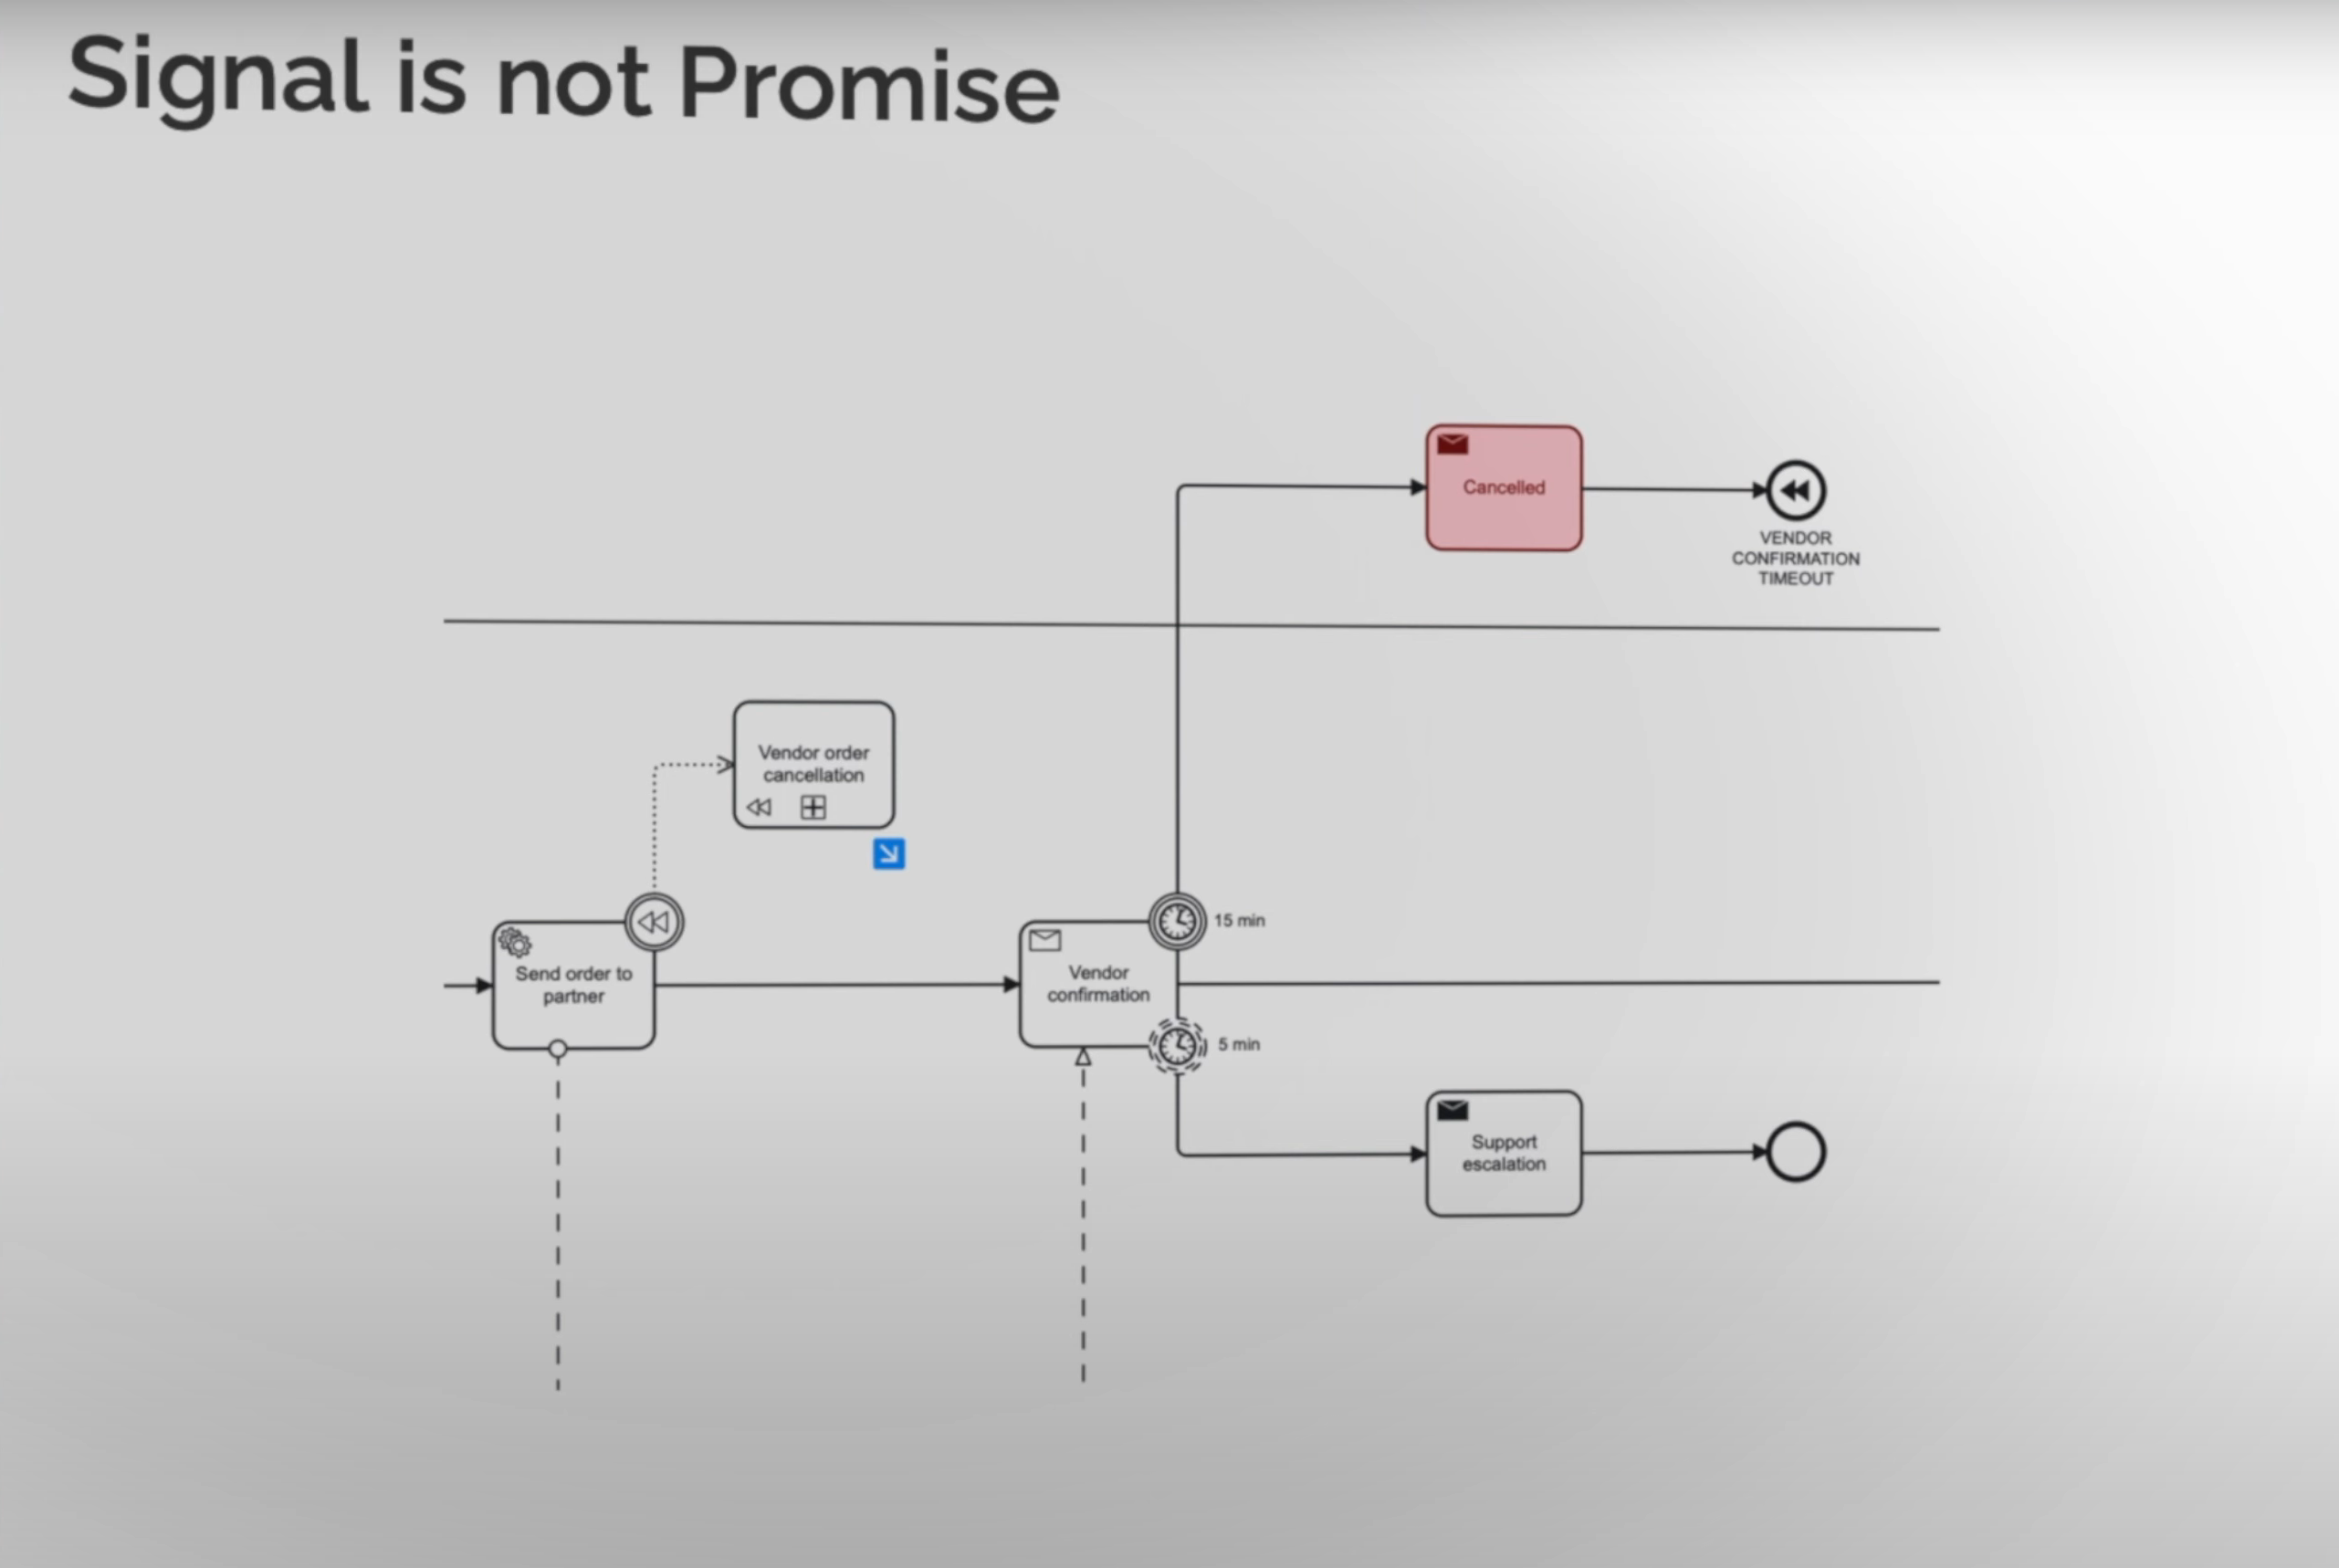 Signal is not Promise
Cancelled
VENDOR
CONFIRMATION
TIMEOUT
Vendor order
cancellation
15 min
Send order to
partner
Vendor
confirmation
5 min
Support
escalation